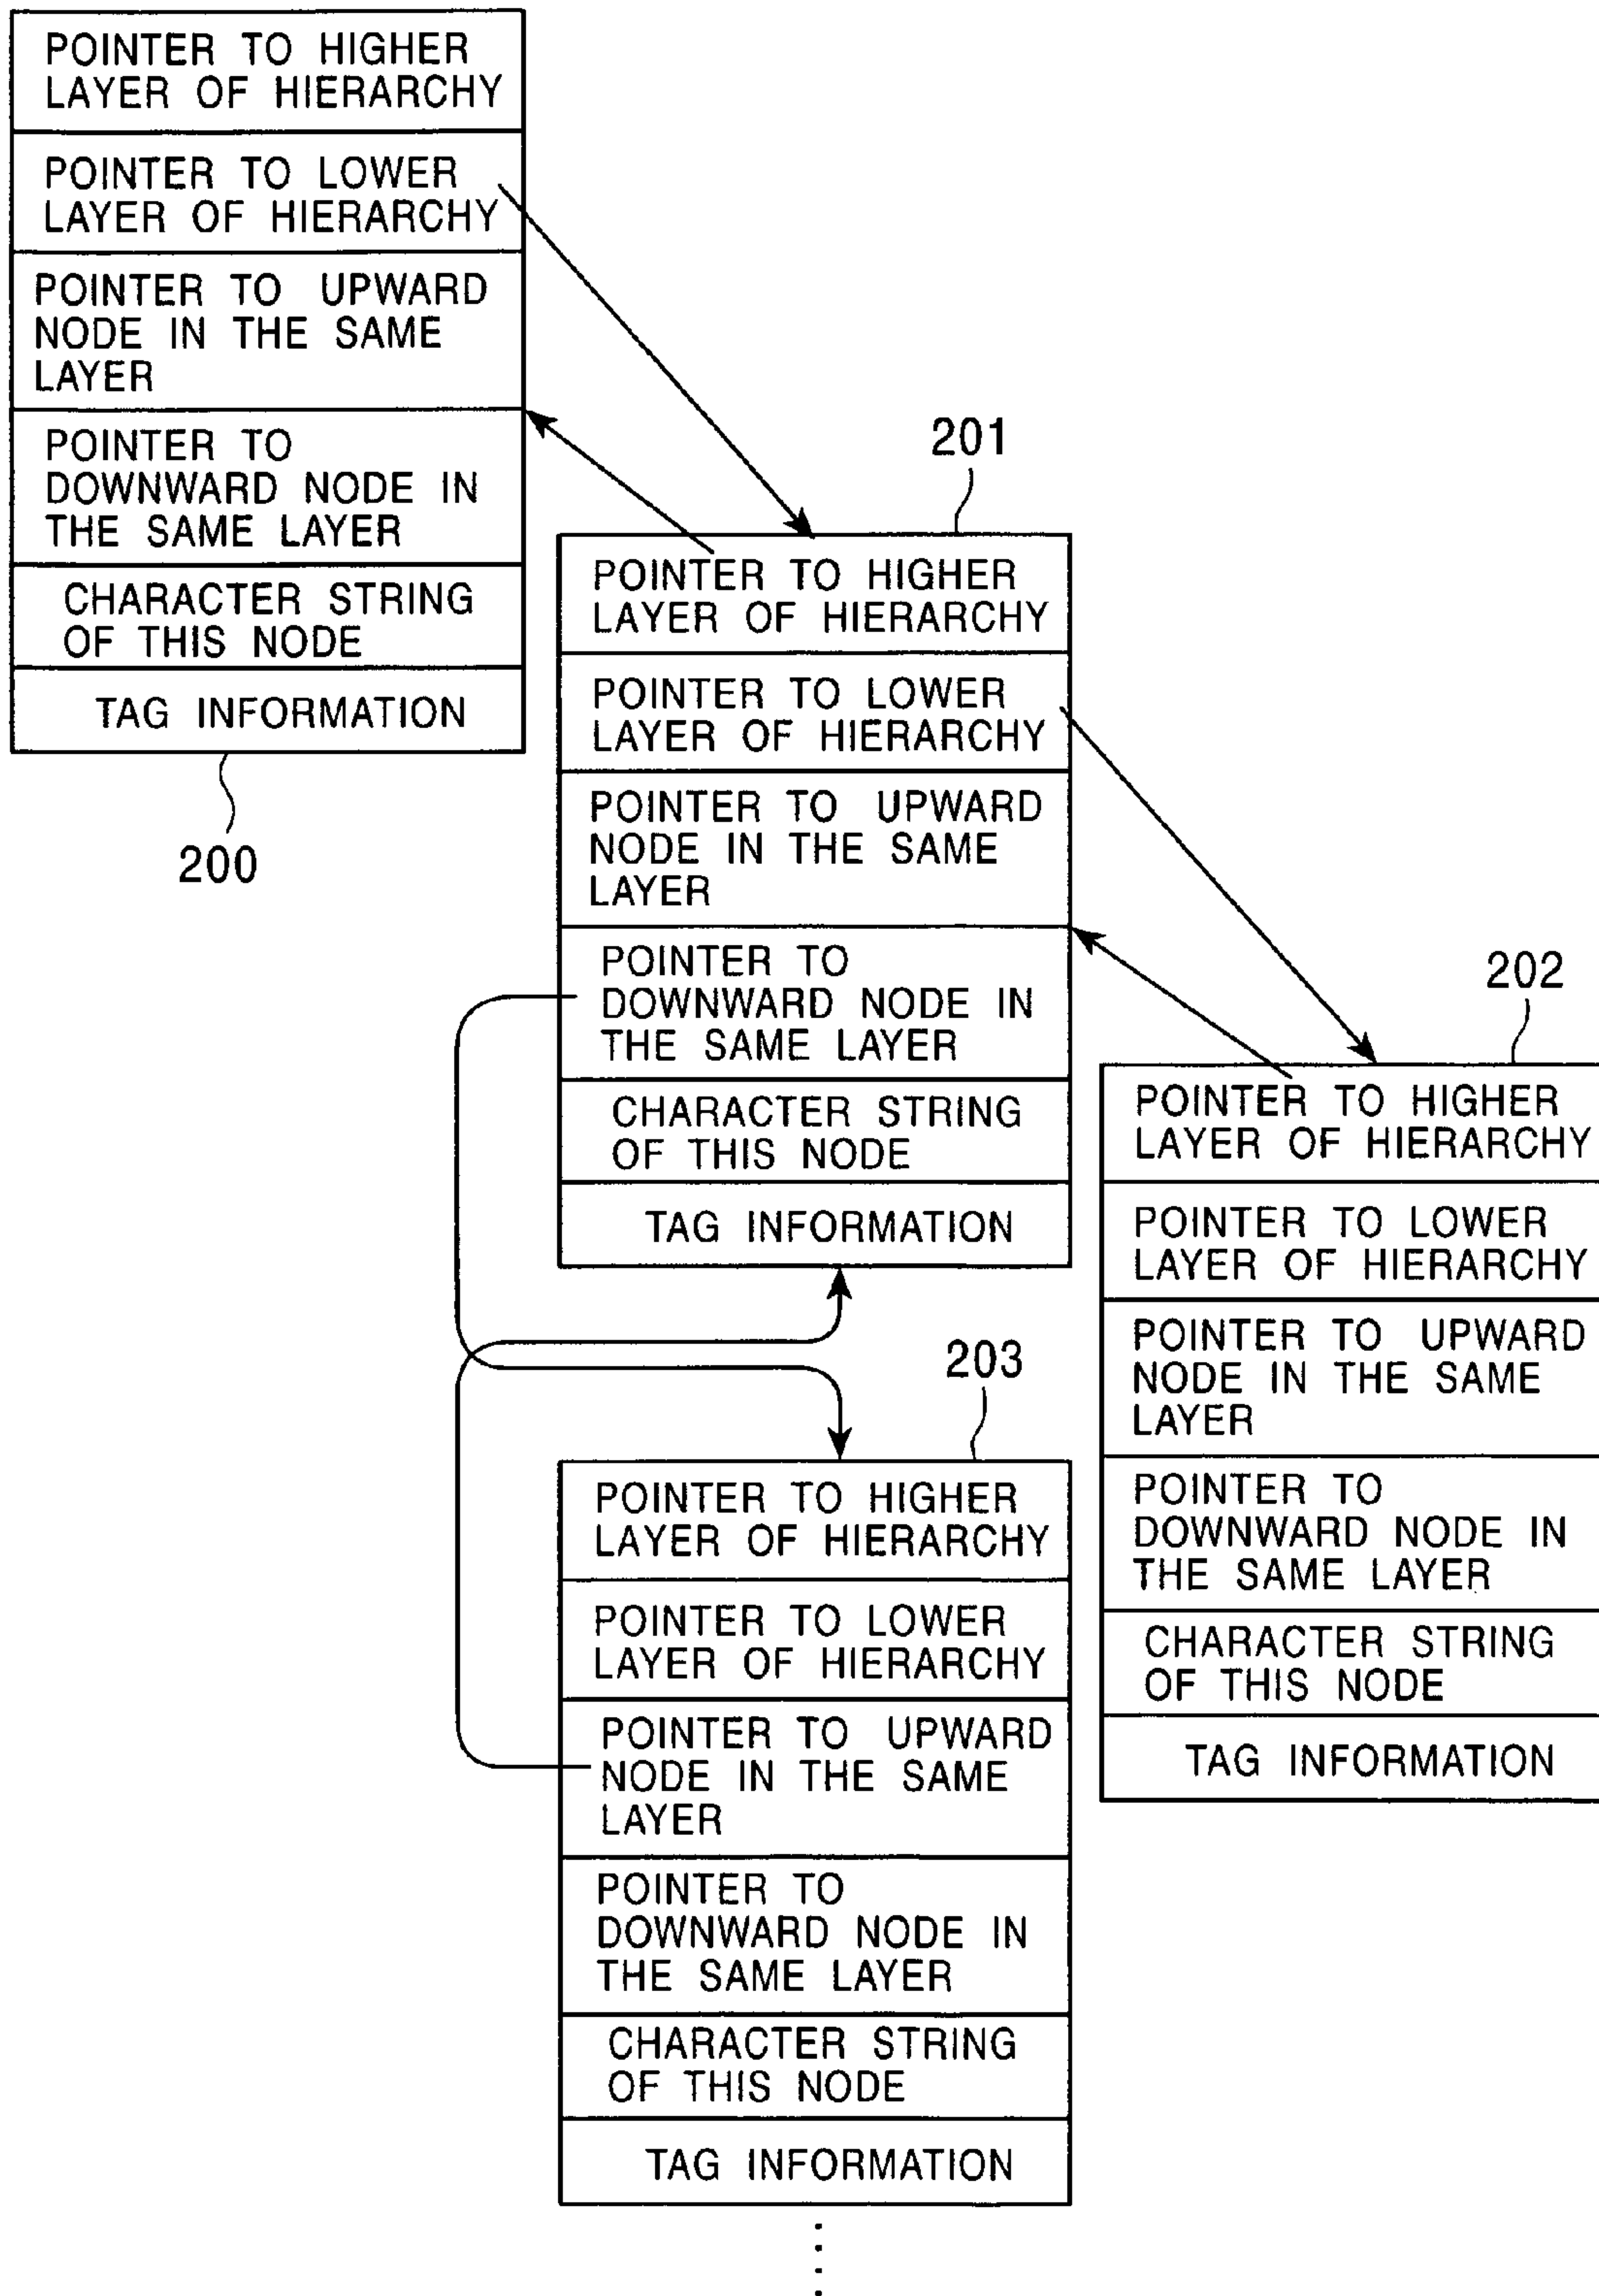 POINTER TO HIGHER
LAYER OF HIERARCHY
POINTER TO LOWER
LAYER OF HIERARCHY
POINTER TO UPWARD
NODE IN THE SAME
LAYER
POINTER TO
DOWNWARD NODE IN
THE SAME LAYER
CHARACTER STRING
OF THIS NODE
TAG INFORMATION
200
201
POINTER TO HIGHER
LAYER OF HIERARCHY
POINTER TO LOWER
LAYER OF HIERARCHY
POINTER TO UPWARD
NODE IN THE SAME
LAYER
POINTER TO
DOWNWARD NODE IN
THE SAME LAYER
CHARACTER STRING
OF THIS NODE
TAG INFORMATION
202
POINTER TO HIGHER
LAYER OF HIERARCHY
POINTER TO LOWER
LAYER OF HIERARCHY
POINTER TO UPWARD
NODE IN THE SAME
LAYER
POINTER TO
DOWNWARD NODE IN
THE SAME LAYER
CHARACTER STRING
OF THIS NODE
TAG INFORMATION
203
POINTER TO HIGHER
LAYER OF HIERARCHY
POINTER TO LOWER
LAYER OF HIERARCHY
POINTER TO UPWARD
NODE IN THE SAME
LAYER
POINTER TO
DOWNWARD NODE IN
THE SAME LAYER
CHARACTER STRING
OF THIS NODE
TAG INFORMATION